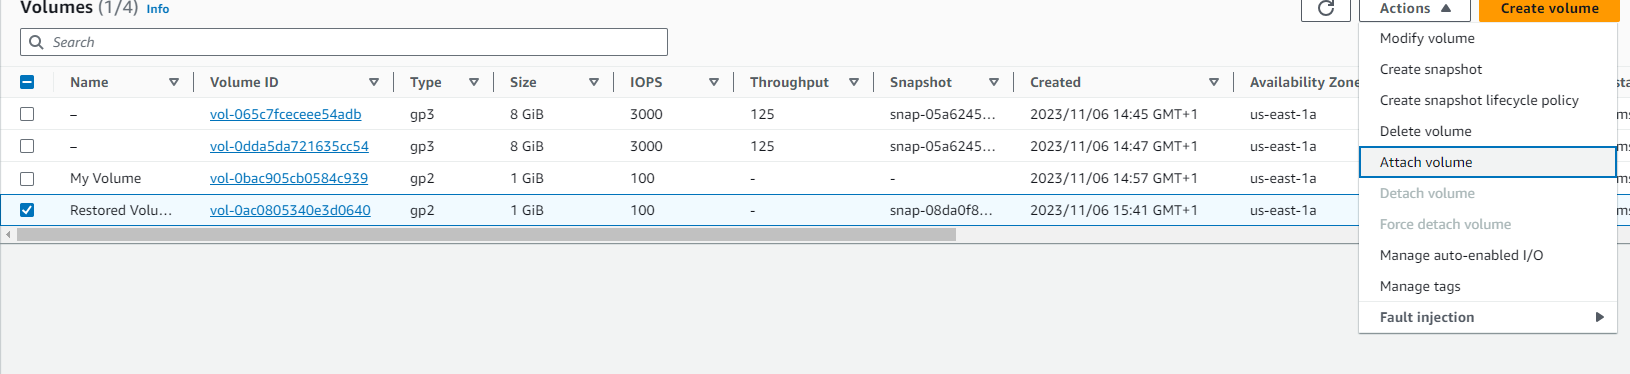 Volumes (1/4) Info
Actions
Create volume
Search
Name Volume ID Type Size IOPS Throughput Snapshot Created Availability Zone
– vol-065c7fceceee54adb gp3 8 GiB 3000 125 snap-05a6245... 2023/11/06 14:45 GMT+1 us-east-1a
– vol-0dda5da721635cc54 gp3 8 GiB 3000 125 snap-05a6245... 2023/11/06 14:47 GMT+1 us-east-1a
My Volume vol-0bac905cb0584c939 gp2 1 GiB 100 - - 2023/11/06 14:57 GMT+1 us-east-1a
Restored Volu... vol-0ac0805340e3d0640 gp2 1 GiB 100 - snap-08da0f8... 2023/11/06 15:41 GMT+1 us-east-1a
Modify volume
Create snapshot
Create snapshot lifecycle policy
Delete volume
Attach volume
Detach volume
Force detach volume
Manage auto-enabled I/O
Manage tags
Fault injection